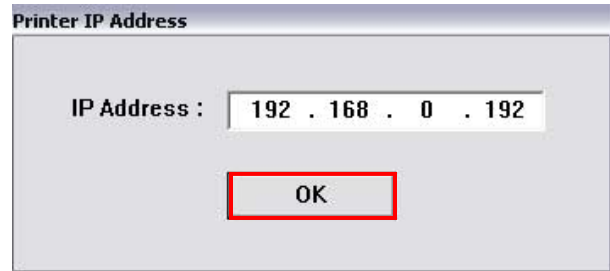 Printer IP Address
IP Address : 192 . 168 . 0 . 192
OK